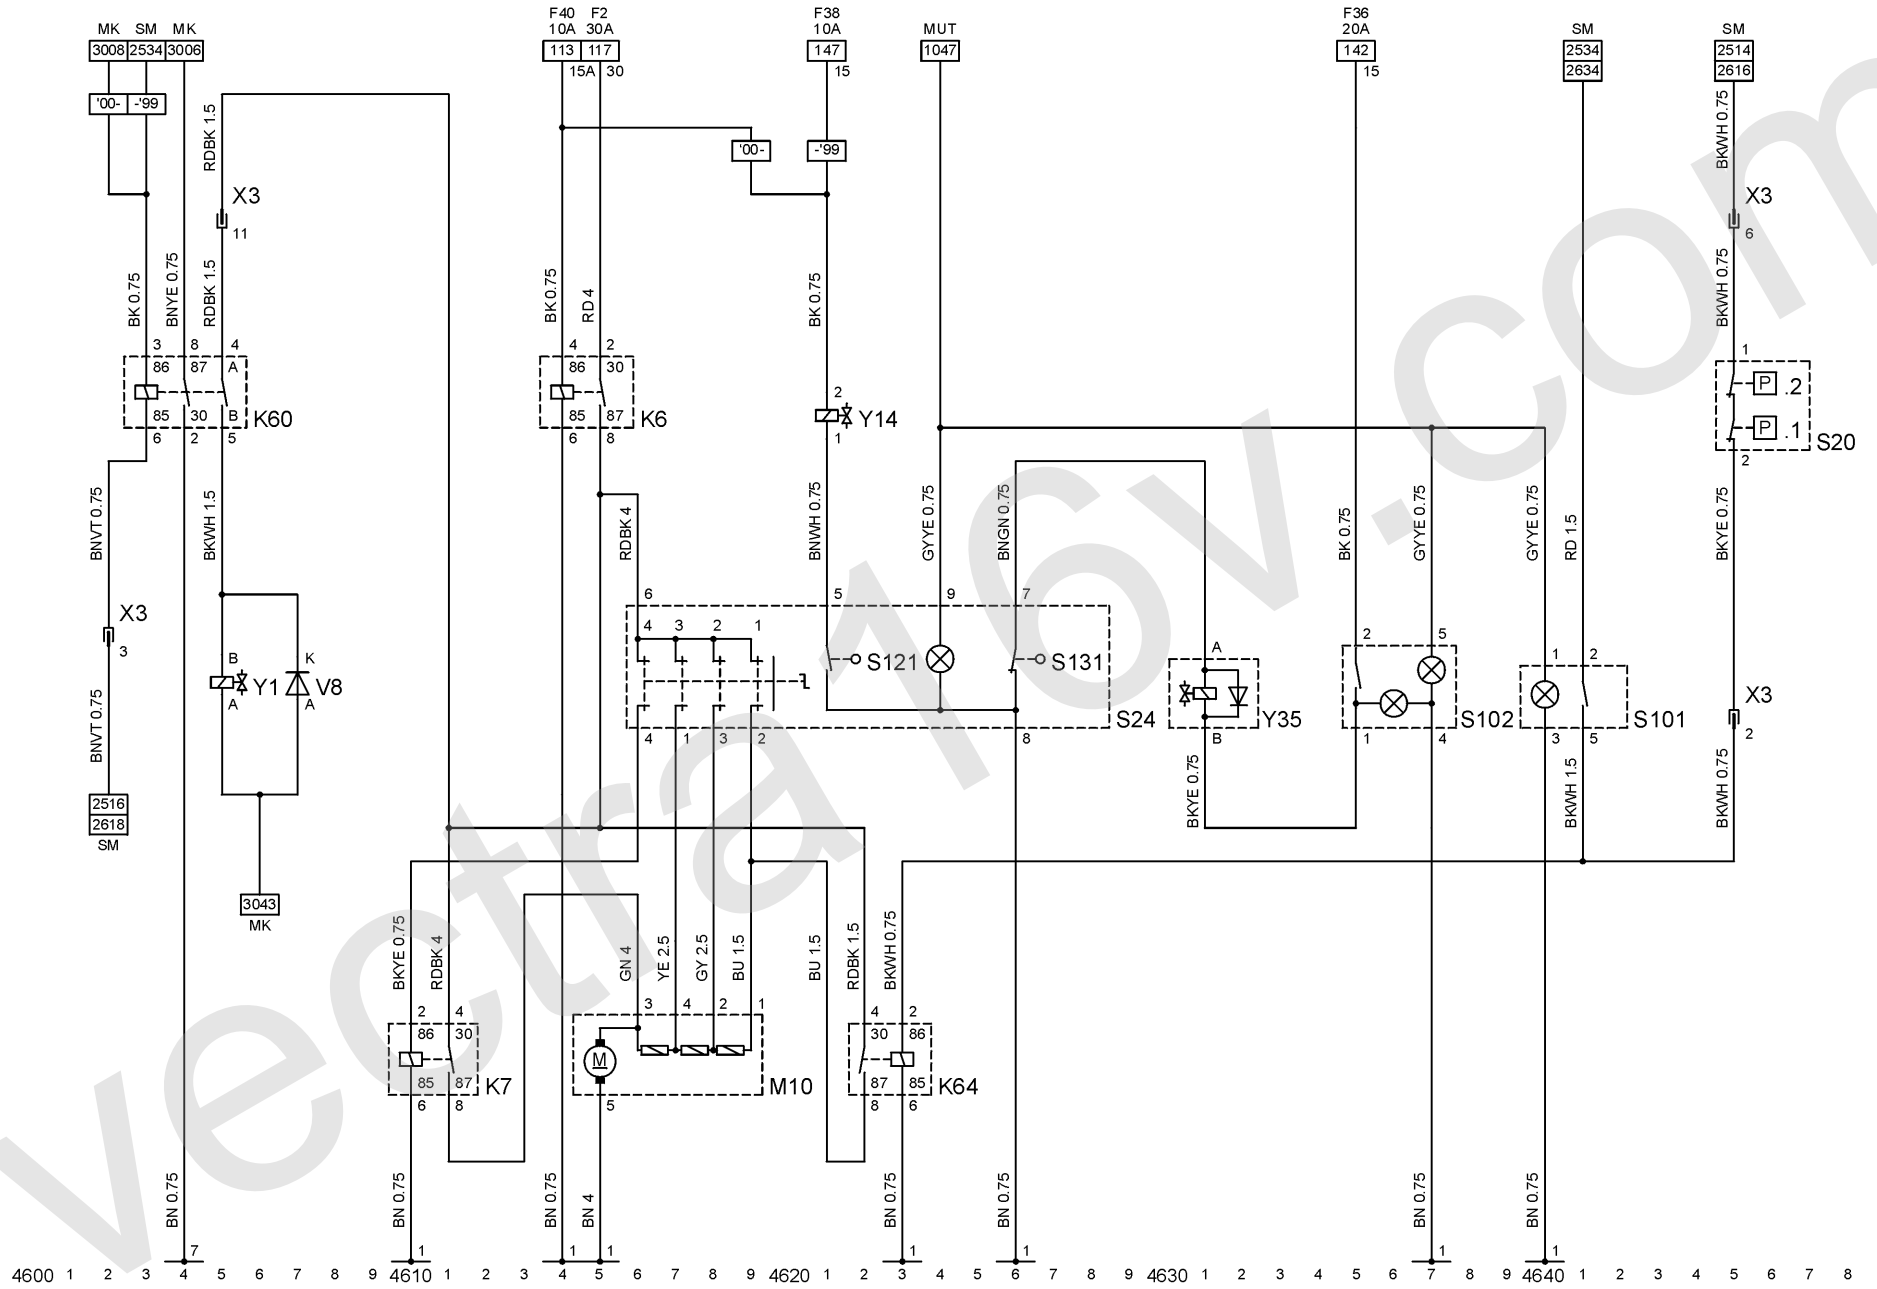 MK SM MK
3008 2534 3006
'00- -'99
RDBK 1.5
X3
11
BK 0.75
BNYE 0.75
RDBK 1.5
3 8 4
86 87 A
85 30 B
K60
6 2 5
BNVT 0.75
BKWH 1.5
X3
3
BNVT 0.75
B K
Y1 V8
A A
2516
2618
SM
3043
MK
BN 0.75
7
F40 F2
10A 30A
113 117
15A 30
BK 0.75
RD 4
4 2
86 30
85 87
K6
6 8
RDBK 4
F38
10A
147
15
'00- -'99
BK 0.75
2
Y14
1
BNWH 0.75
MUT
1047
GYYE 0.75
BNGN 0.75
6 5 9 7
4 3 2 1
S121 S131
S24
4 1 3 2 8
A
Y35
B
BKYE 0.75
F36
20A
142
15
BK 0.75
GYYE 0.75
2 5
S102
1 4
SM
2534
2634
GYYE 0.75
RD 1.5
1 2
S101
3 5
BKWH 1.5
SM
2514
2616
BKWH 0.75
X3
6
BKWH 0.75
1
P .2
P .1
S20
2
BKYE 0.75
X3
2
BKWH 0.75
BKYE 0.75
RDBK 4
2 4
86 30
85 87
K7
6 8
BN 0.75
1
GN 4
YE 2.5
GY 2.5
BU 1.5
3 4 2 1
M
M10
5
BK 0.75
BN 4
1 1
BU 1.5
RDBK 1.5
BKWH 0.75
4 2
30 86
87 85
K64
8 6
BN 0.75
1
BN 0.75
1
BN 0.75
1
BN 0.75
1
4600 1 2 3 4 5 6 7 8 9 4610 1 2 3 4 5 6 7 8 9 4620 1 2 3 4 5 6 7 8 9 4630 1 2 3 4 5 6 7 8 9 4640 1 2 3 4 5 6 7 8
vectra16v.com